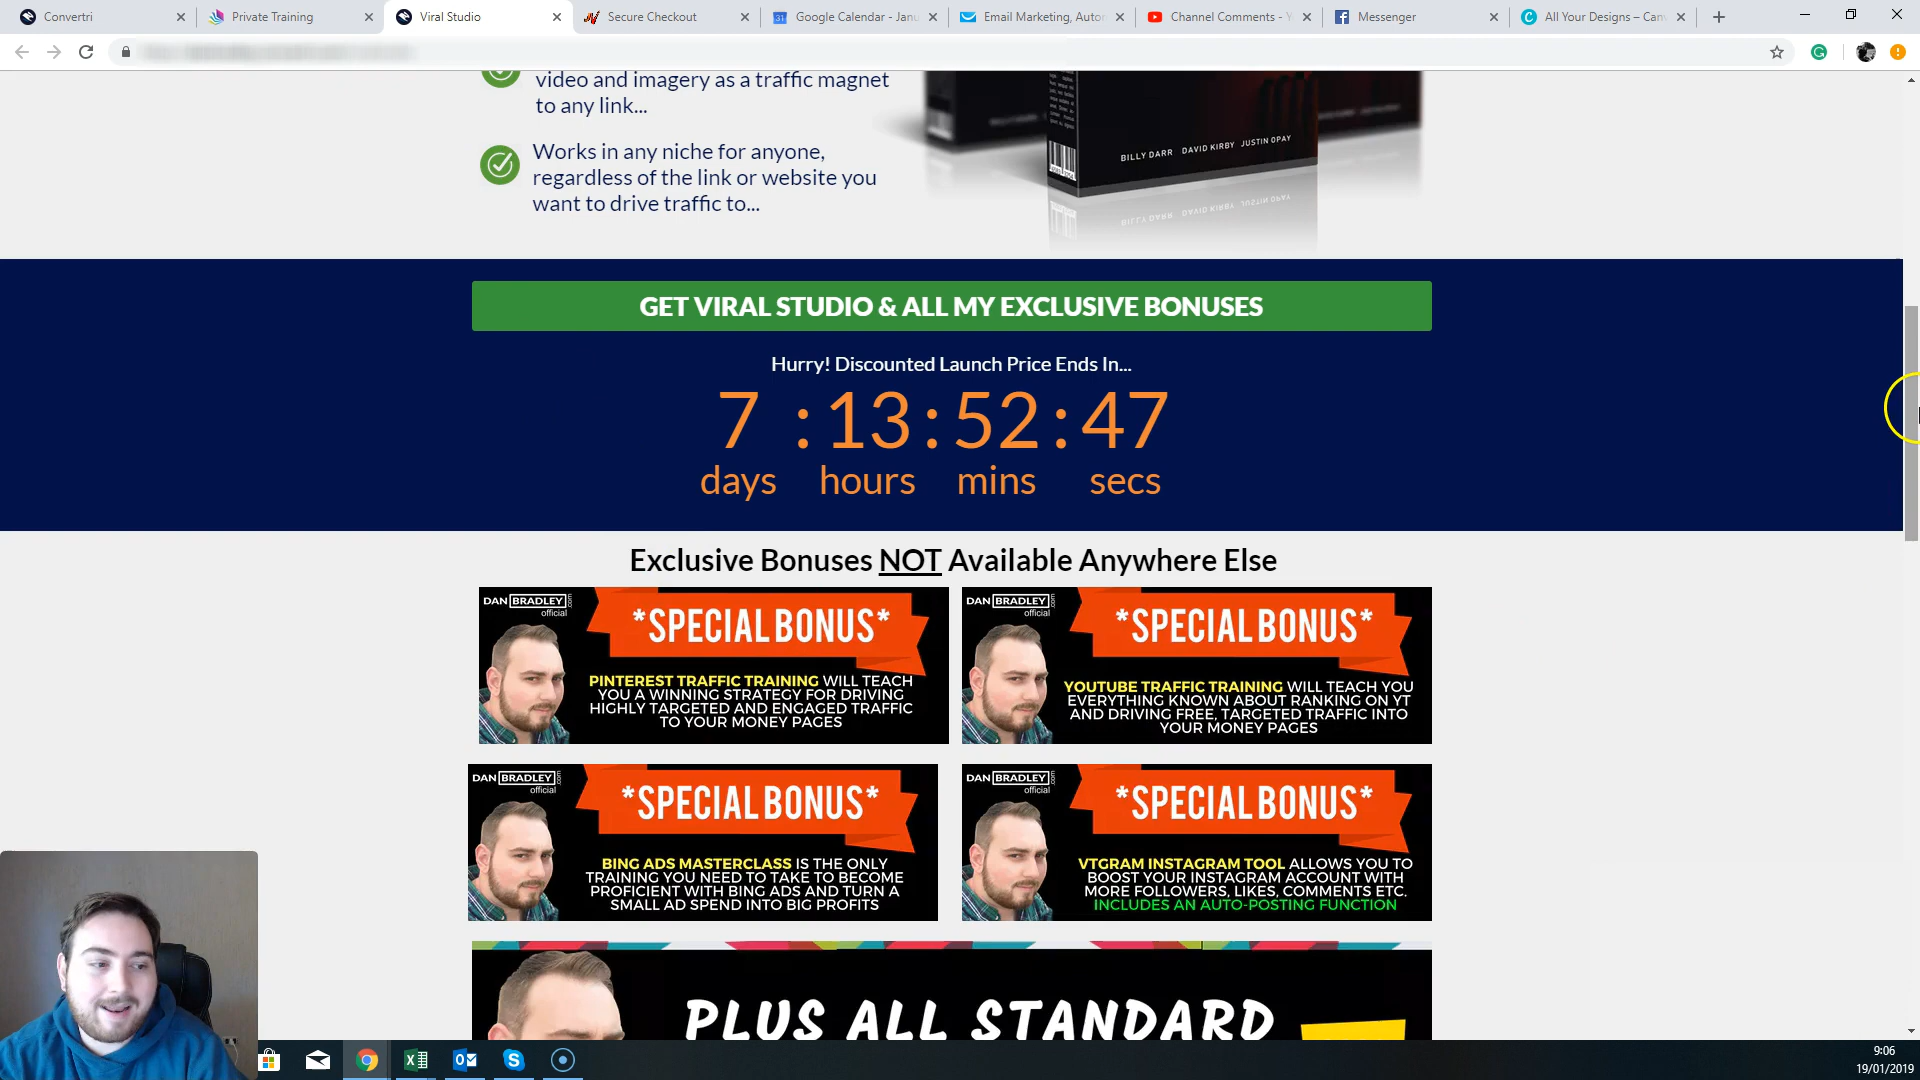 Convertri
Private Training
Viral Studio
Secure Checkout
Google Calendar - Janu
Email Marketing, Autom
Channel Comments - Y
Messenger
All Your Designs – Canv
video and imagery as a traffic magnet
to any link...
Works in any niche for anyone,
regardless of the link or website you
want to drive traffic to...
BILLY DARR DAVID KIRBY JUSTIN OPAY
GET VIRAL STUDIO & ALL MY EXCLUSIVE BONUSES
Hurry! Discounted Launch Price Ends In...
7 : 13 : 52 : 47
days hours mins secs
Exclusive Bonuses NOT Available Anywhere Else
DAN BRADLEY .com
official
*SPECIAL BONUS*
PINTEREST TRAFFIC TRAINING WILL TEACH
YOU A WINNING STRATEGY FOR DRIVING
HIGHLY TARGETED AND ENGAGED TRAFFIC
TO YOUR MONEY PAGES
DAN BRADLEY .com
official
*SPECIAL BONUS*
YOUTUBE TRAFFIC TRAINING WILL TEACH YOU
EVERYTHING KNOWN ABOUT RANKING ON YT
AND DRIVING FREE, TARGETED TRAFFIC INTO
YOUR MONEY PAGES
DAN BRADLEY .com
official
*SPECIAL BONUS*
BING ADS MASTERCLASS IS THE ONLY
TRAINING YOU NEED TO TAKE TO BECOME
PROFICIENT WITH BING ADS AND TURN A
SMALL AD SPEND INTO BIG PROFITS
DAN BRADLEY .com
official
*SPECIAL BONUS*
VTGRAM INSTAGRAM TOOL ALLOWS YOU TO
BOOST YOUR INSTAGRAM ACCOUNT WITH
MORE FOLLOWERS, LIKES, COMMENTS ETC.
INCLUDES AN AUTO-POSTING FUNCTION
PLUS ALL STANDARD
9:06
19/01/2019